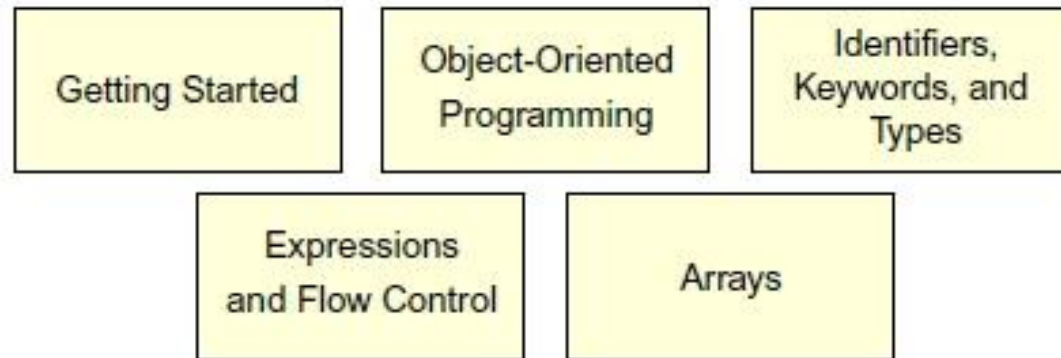 Getting Started
Object-Oriented
Programming
Identifiers,
Keywords, and
Types
Expressions
and Flow Control
Arrays